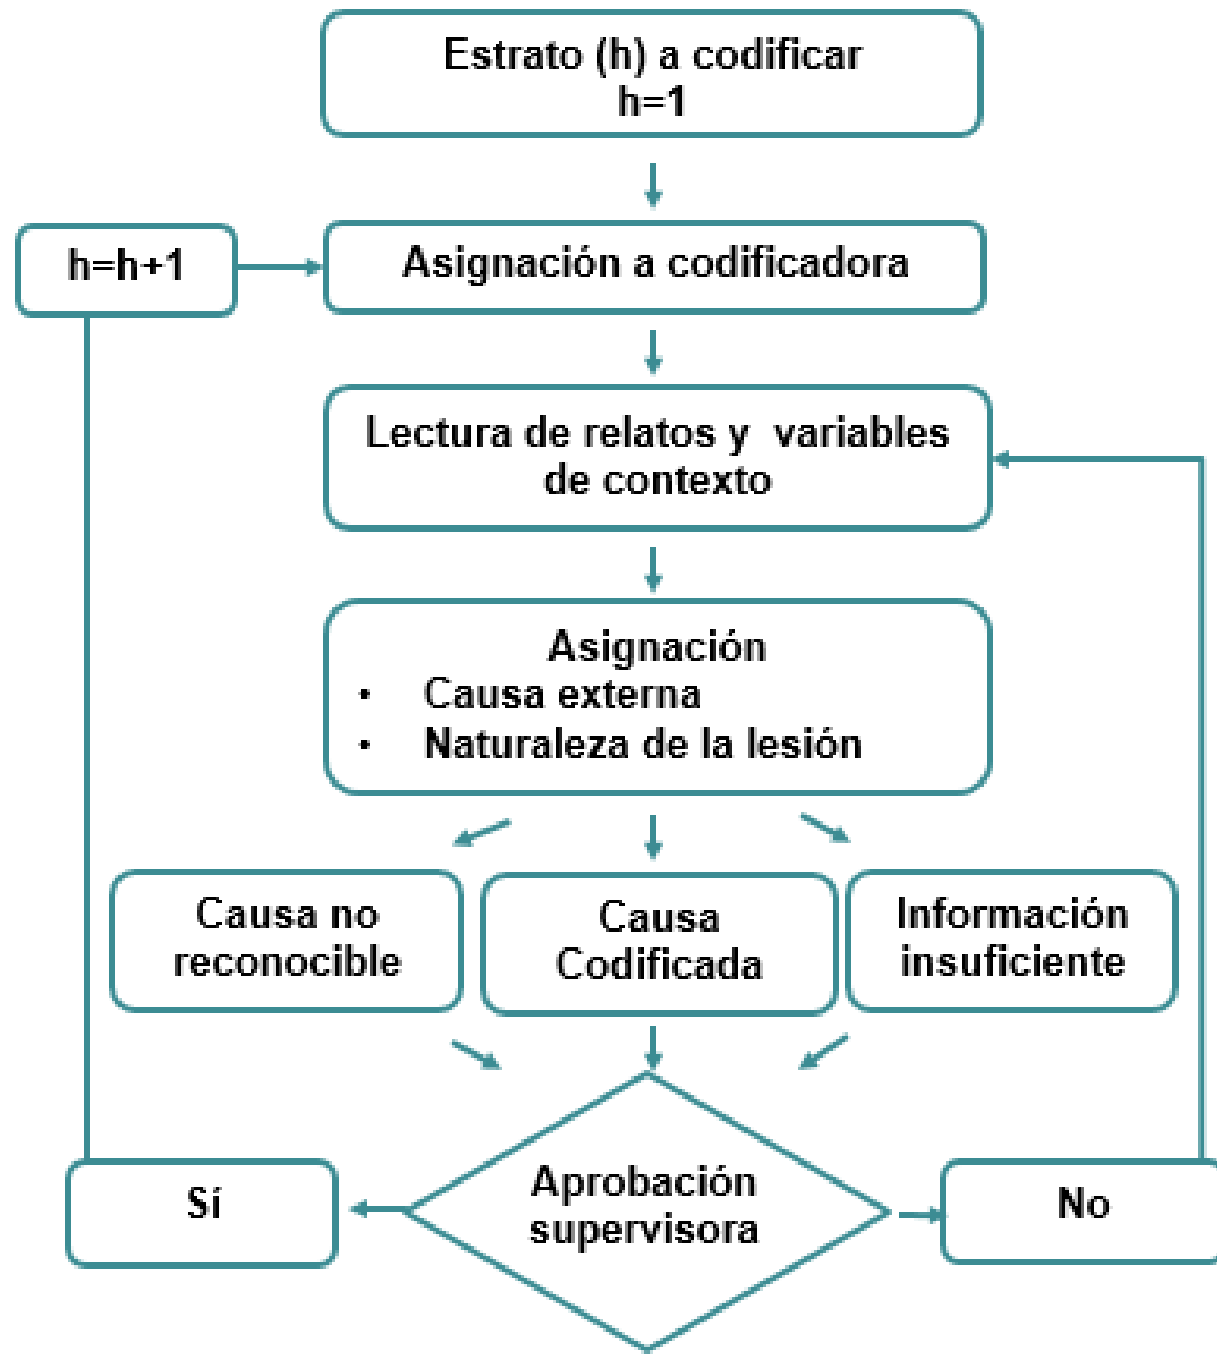 Estrato (h) a codificar
h=1
h=h+1
Asignación a codificadora
Lectura de relatos y variables
de contexto
Asignación
• Causa externa
• Naturaleza de la lesión
Causa no
reconocible
Causa
Codificada
Información
insuficiente
Aprobación
supervisora
Sí
No